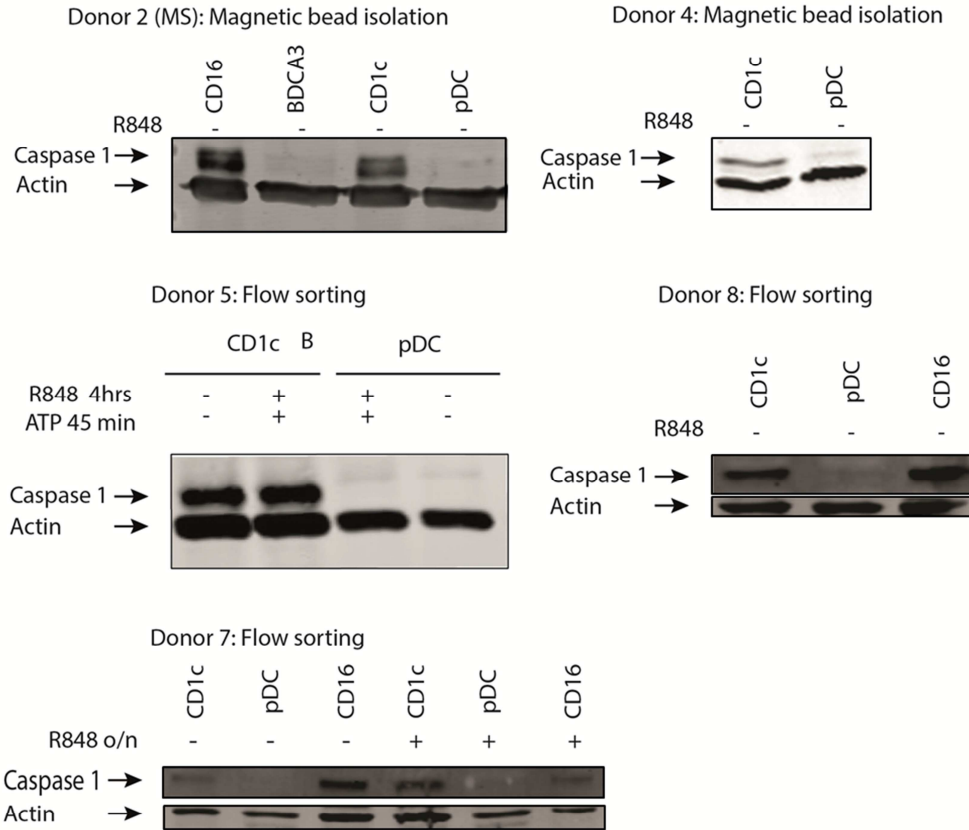 Donor 2 (MS): Magnetic bead isolation
CD16 BDCA3 CD1c pDC
R848 - - - -
Caspase 1
Actin
Donor 4: Magnetic bead isolation
CD1c pDC
R848 - -
Caspase 1
Actin
Donor 5: Flow sorting
CD1c B pDC
R848 4hrs - + + -
ATP 45 min - + + -
Caspase 1
Actin
Donor 8: Flow sorting
CD1c pDC CD16
R848 - - -
Caspase 1
Actin
Donor 7: Flow sorting
CD1c pDC CD16 CD1c pDC CD16
R848 o/n - - - + + +
Caspase 1
Actin